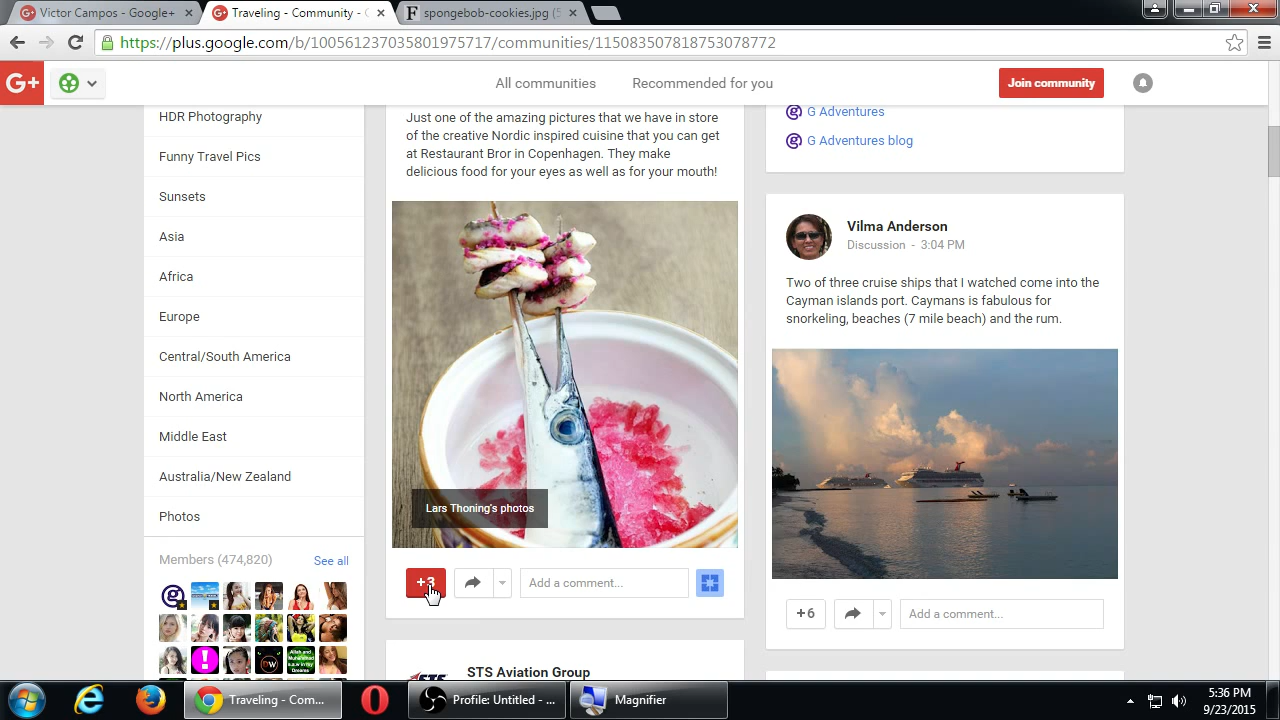 Victor Campos - Google+
Traveling - Community -
spongebob-cookies.jpg (5
https://plus.google.com/b/100561237035801975717/communities/115083507818753078772
G+
All communities
Recommended for you
Join community
HDR Photography
Funny Travel Pics
Sunsets
Asia
Africa
Europe
Central/South America
North America
Middle East
Australia/New Zealand
Photos
Members (474,820)
See all
Just one of the amazing pictures that we have in store
of the creative Nordic inspired cuisine that you can get
at Restaurant Bror in Copenhagen. They make
delicious food for your eyes as well as for your mouth!
Lars Thoning's photos
+3
Add a comment...
STS Aviation Group
STS
G Adventures
G Adventures blog
Vilma Anderson
Discussion - 3:04 PM
Two of three cruise ships that I watched come into the
Cayman islands port. Caymans is fabulous for
snorkeling, beaches (7 mile beach) and the rum.
+6
Add a comment...
Traveling - Com...
Profile: Untitled - ...
Magnifier
5:36 PM
9/23/2015